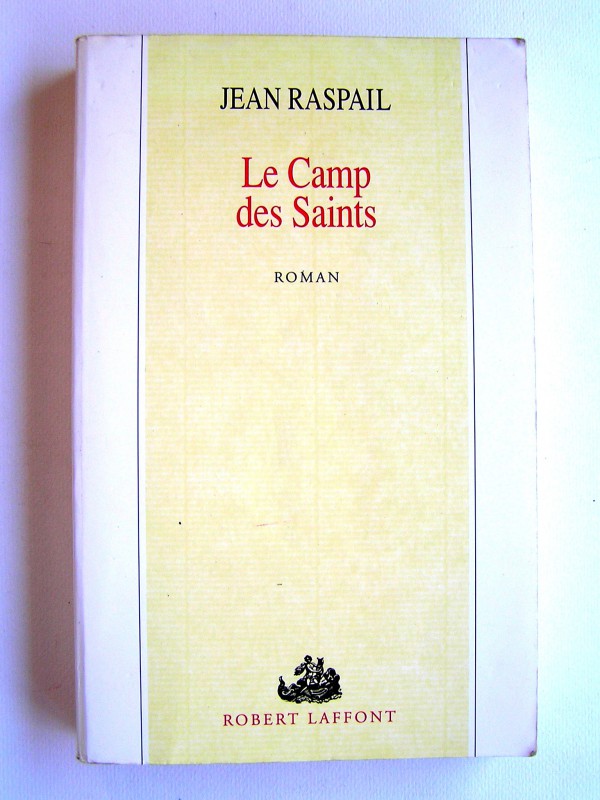 JEAN RASPAIL
Le Camp
des Saints
ROMAN
ROBERT LAFFONT